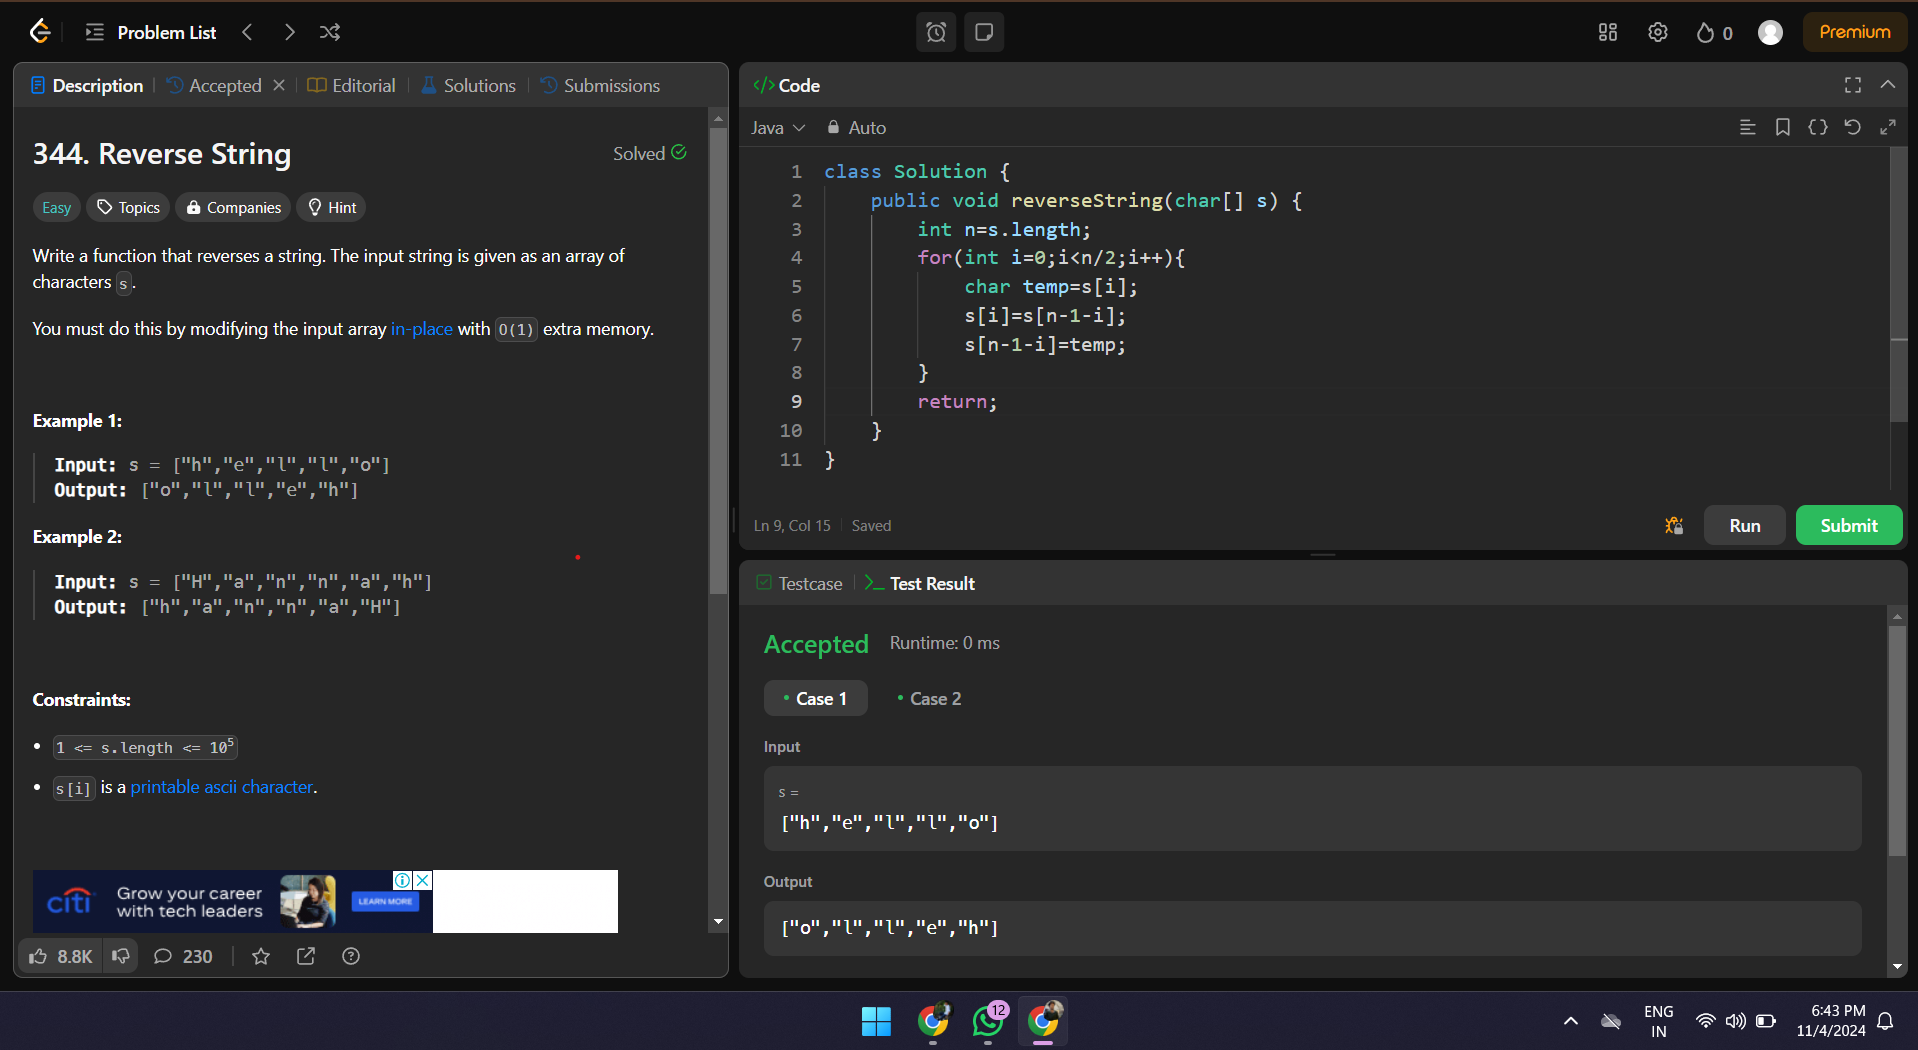 Problem List
0
Premium
Description
Accepted
Editorial
Solutions
Submissions
344. Reverse String
Solved
Easy
Topics
Companies
Hint
Write a function that reverses a string. The input string is given as an array of
characters s.
You must do this by modifying the input array in-place with O(1) extra memory.
Example 1:
Input: s = ["h","e","l","l","o"]
Output: ["o","l","l","e","h"]
Example 2:
Input: s = ["H","a","n","n","a","h"]
Output: ["h","a","n","n","a","H"]
Constraints:
• 1 <= s.length <= 10⁵
• s[i] is a printable ascii character.
citi
Grow your career
with tech leaders
LEARN MORE
8.8K
230
</> Code
Java
Auto
1 class Solution {
2     public void reverseString(char[] s) {
3         int n=s.length;
4         for(int i=0;i<n/2;i++){
5             char temp=s[i];
6             s[i]=s[n-1-i];
7             s[n-1-i]=temp;
8         }
9         return;
10     }
11 }
Ln 9, Col 15
Saved
Run
Submit
Testcase
>_ Test Result
Accepted
Runtime: 0 ms
• Case 1
• Case 2
Input
s =
["h","e","l","l","o"]
Output
["o","l","l","e","h"]
12
ENG
IN
6:43 PM
11/4/2024